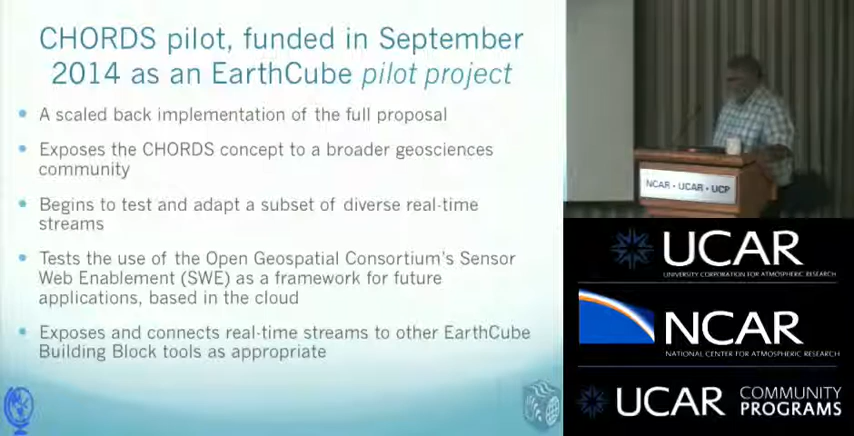 CHORDS pilot, funded in September
2014 as an EarthCube pilot project
A scaled back implementation of the full proposal
Exposes the CHORDS concept to a broader geosciences
community
Begins to test and adapt a subset of diverse real-time
streams
Tests the use of the Open Geospatial Consortium's Sensor
Web Enablement (SWE) as a framework for future
applications, based in the cloud
Exposes and connects real-time streams to other EarthCube
Building Block tools as appropriate
NCAR • UCAR • UCP
UCAR
UNIVERSITY CORPORATION FOR ATMOSPHERIC RESEARCH
NCAR
NATIONAL CENTER FOR ATMOSPHERIC RESEARCH
UCAR COMMUNITY
PROGRAMS